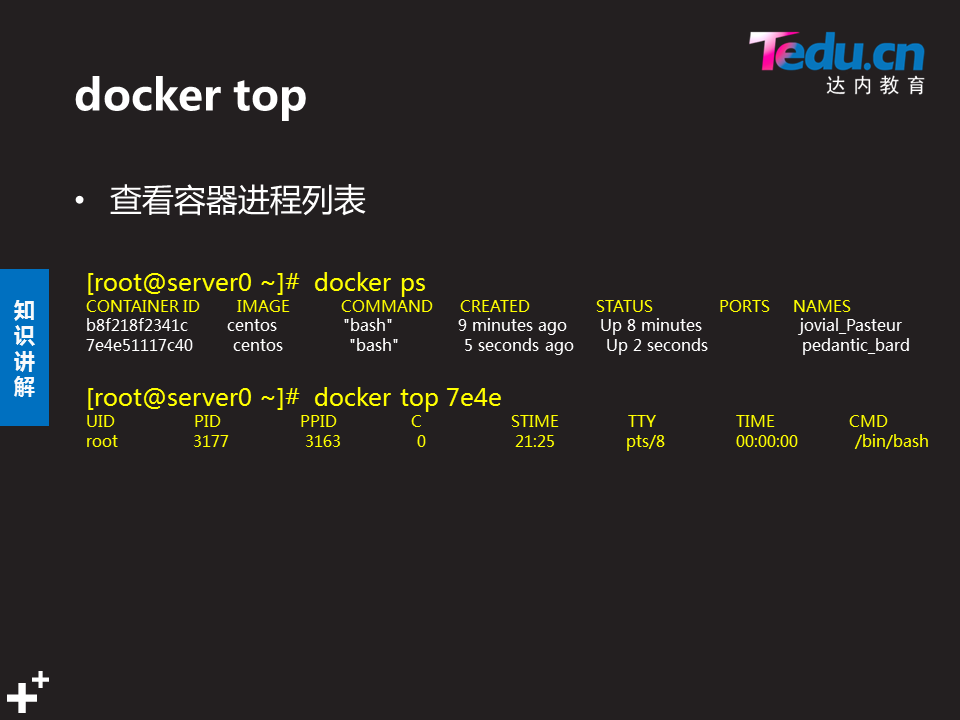 Tedu.cn
达内教育
docker top
• 查看容器进程列表
知识讲解
[root@server0 ~]# docker ps
CONTAINER ID IMAGE COMMAND CREATED STATUS PORTS NAMES
b8f218f2341c centos "bash" 9 minutes ago Up 8 minutes jovial_Pasteur
7e4e51117c40 centos "bash" 5 seconds ago Up 2 seconds pedantic_bard
[root@server0 ~]# docker top 7e4e
UID PID PPID C STIME TTY TIME CMD
root 3177 3163 0 21:25 pts/8 00:00:00 /bin/bash